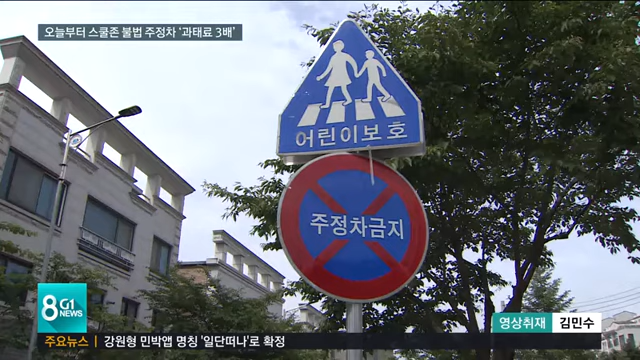 오늘부터 스쿨존 불법 주정차 '과태료 3배'
어린이보호
주정차금지
8 G1
NEWS
영상취재 김민수
주요뉴스 강원형 민박앱 명칭 '일단떠나'로 확정